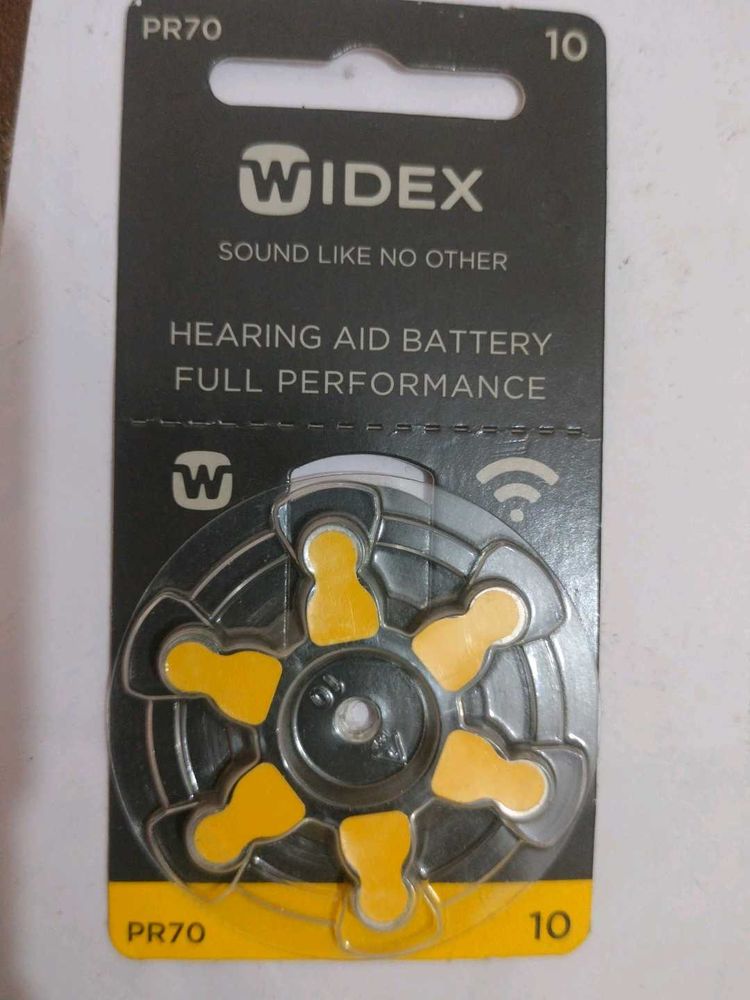 PR70
10
WIDEX
SOUND LIKE NO OTHER
HEARING AID BATTERY
FULL PERFORMANCE
W
10
PR70
10